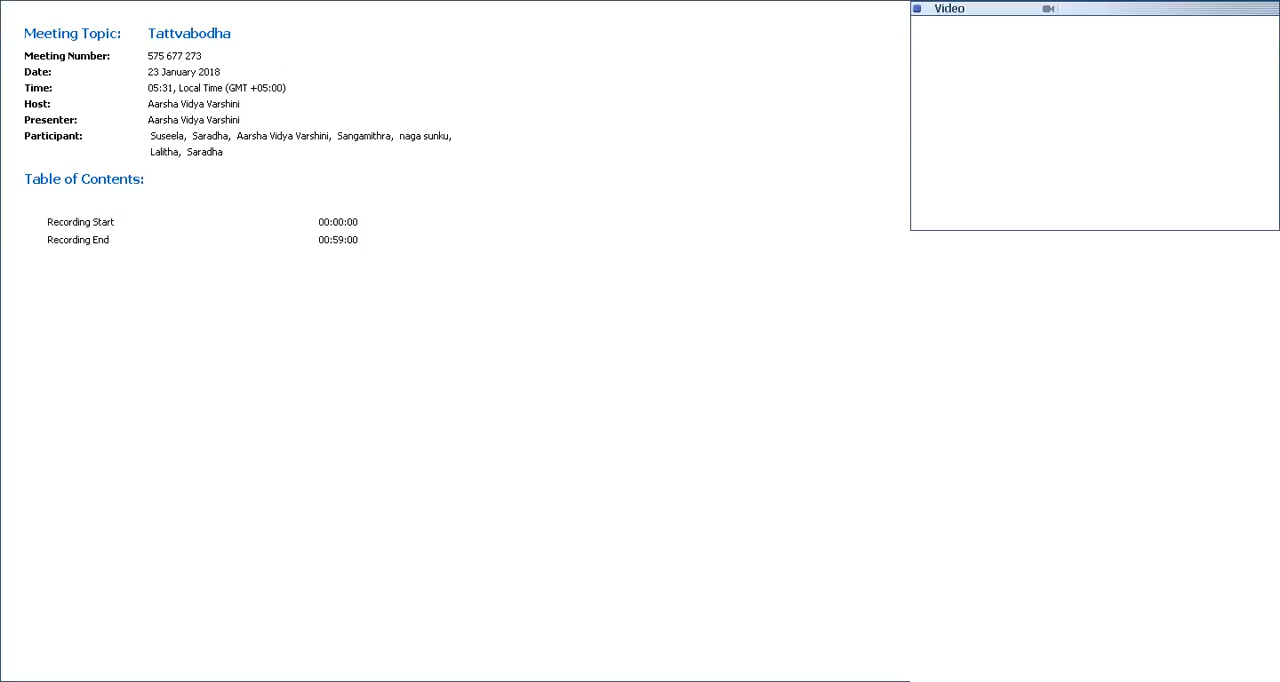 Meeting Topic: Tattvabodha
Meeting Number: 575 677 273
Date: 23 January 2018
Time: 05:31, Local Time (GMT +05:00)
Host: Aarsha Vidya Varshini
Presenter: Aarsha Vidya Varshini
Participant: Suseela, Saradha, Aarsha Vidya Varshini, Sangamithra, naga sunku,
Lalitha, Saradha
Table of Contents:
Recording Start 00:00:00
Recording End 00:59:00
Video